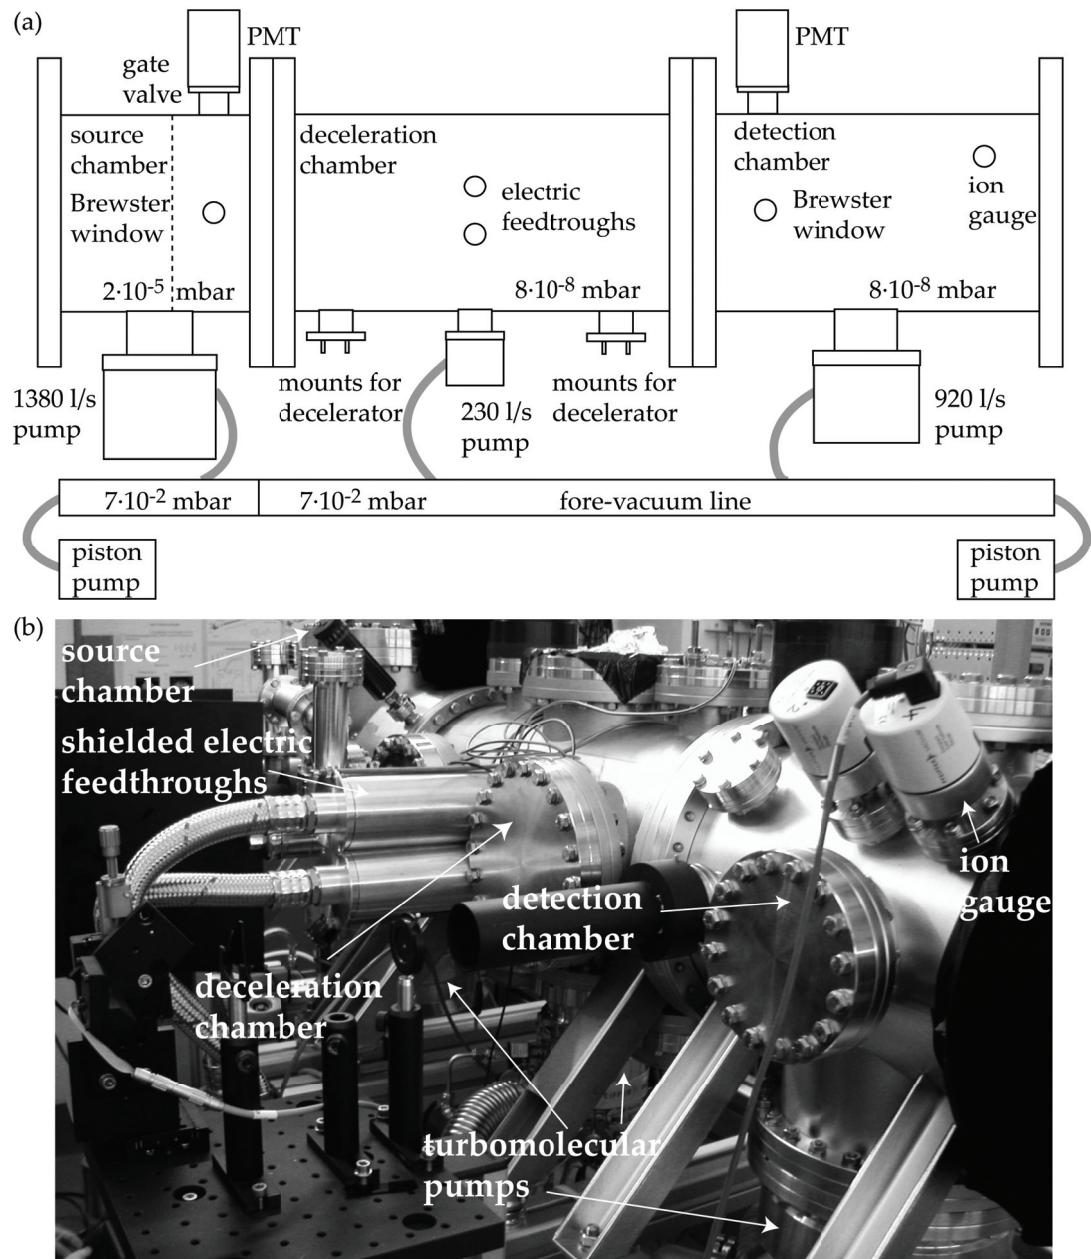 (a)
PMT
PMT
gate
valve
source
chamber
deceleration
chamber
detection
chamber
Brewster
window
electric
feedtroughs
Brewster
window
ion
gauge
2·10-5 mbar
8·10-8 mbar
8·10-8 mbar
1380 l/s
pump
mounts for
decelerator
230 l/s
pump
mounts for
decelerator
920 l/s
pump
7·10-2 mbar
7·10-2 mbar
fore-vacuum line
piston
pump
piston
pump
(b)
source
chamber
shielded electric
feedthroughs
ion
gauge
detection
chamber
deceleration
chamber
turbomolecular
pumps